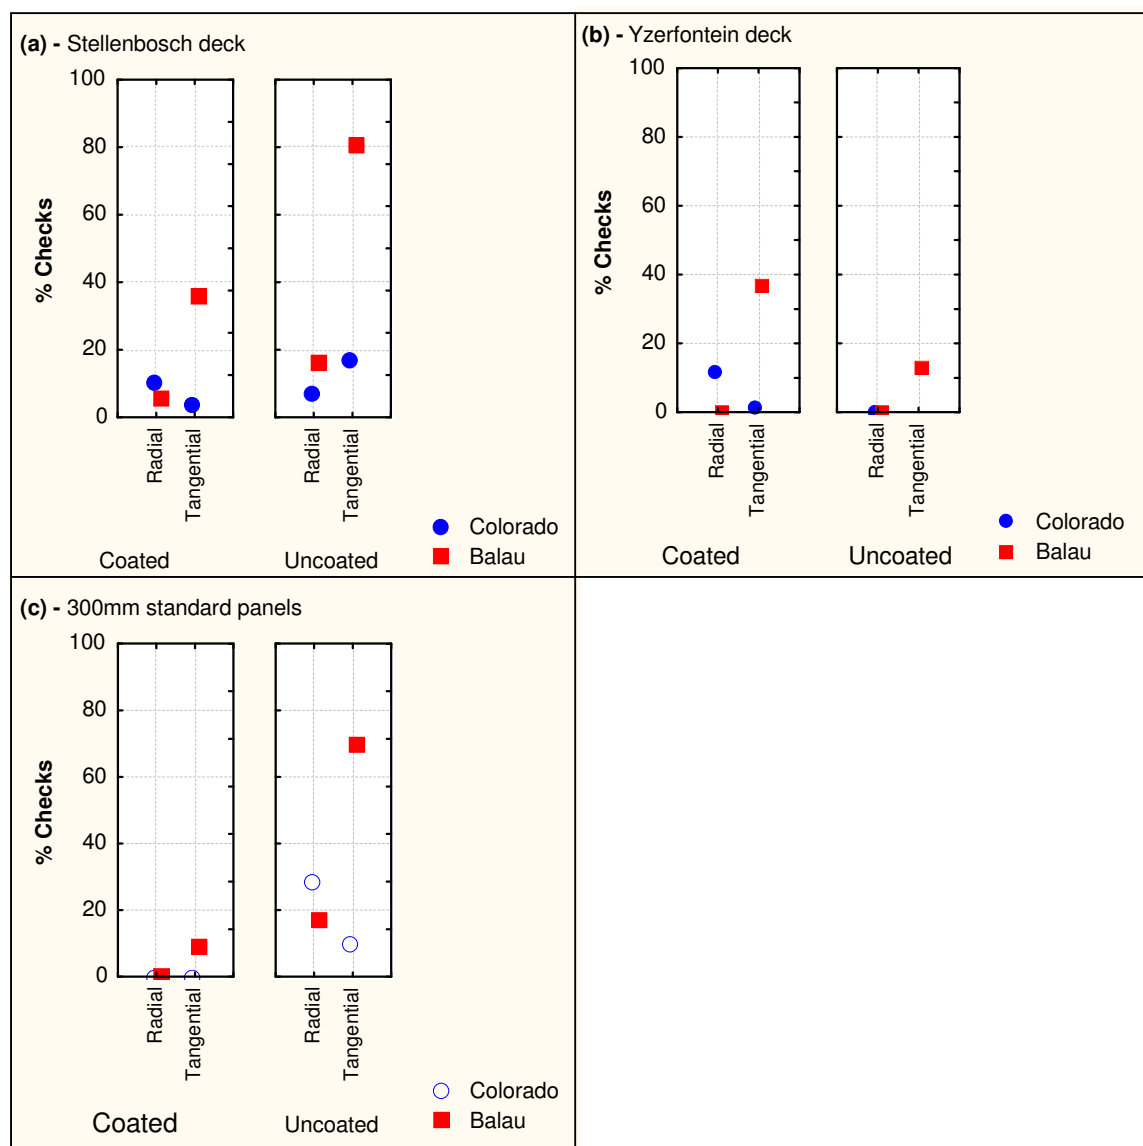 (a) - Stellenbosch deck
100
80
60
40
20
0
% Checks
Radial
Tangential
Radial
Tangential
Coated
Uncoated
Colorado
Balau
(b) - Yzerfontein deck
100
80
60
40
20
0
% Checks
Radial
Tangential
Radial
Tangential
Coated
Uncoated
Colorado
Balau
(c) - 300mm standard panels
100
80
60
40
20
0
% Checks
Radial
Tangential
Radial
Tangential
Coated
Uncoated
Colorado
Balau